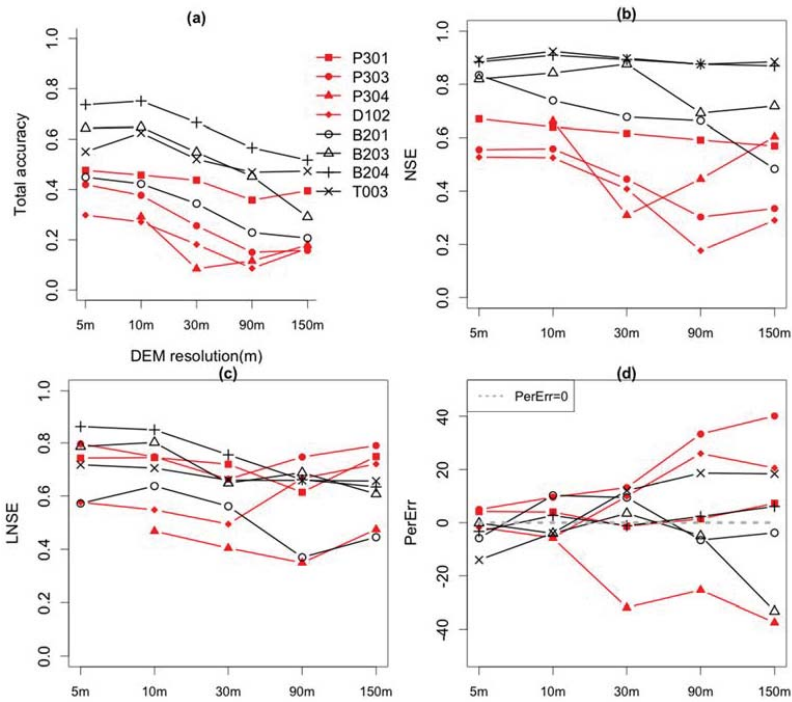 (a)
Total accuracy
1.0
0.8
0.6
0.4
0.2
0.0
5m 10m 30m 90m 150m
DEM resolution(m)
P301
P303
P304
D102
B201
B203
B204
T003
(b)
NSE
1.0
0.8
0.6
0.4
0.2
0.0
5m 10m 30m 90m 150m
(c)
LNSE
1.0
0.8
0.6
0.4
0.2
0.0
5m 10m 30m 90m 150m
(d)
PerErr=0
PerErr
40
20
0
-20
-40
5m 10m 30m 90m 150m